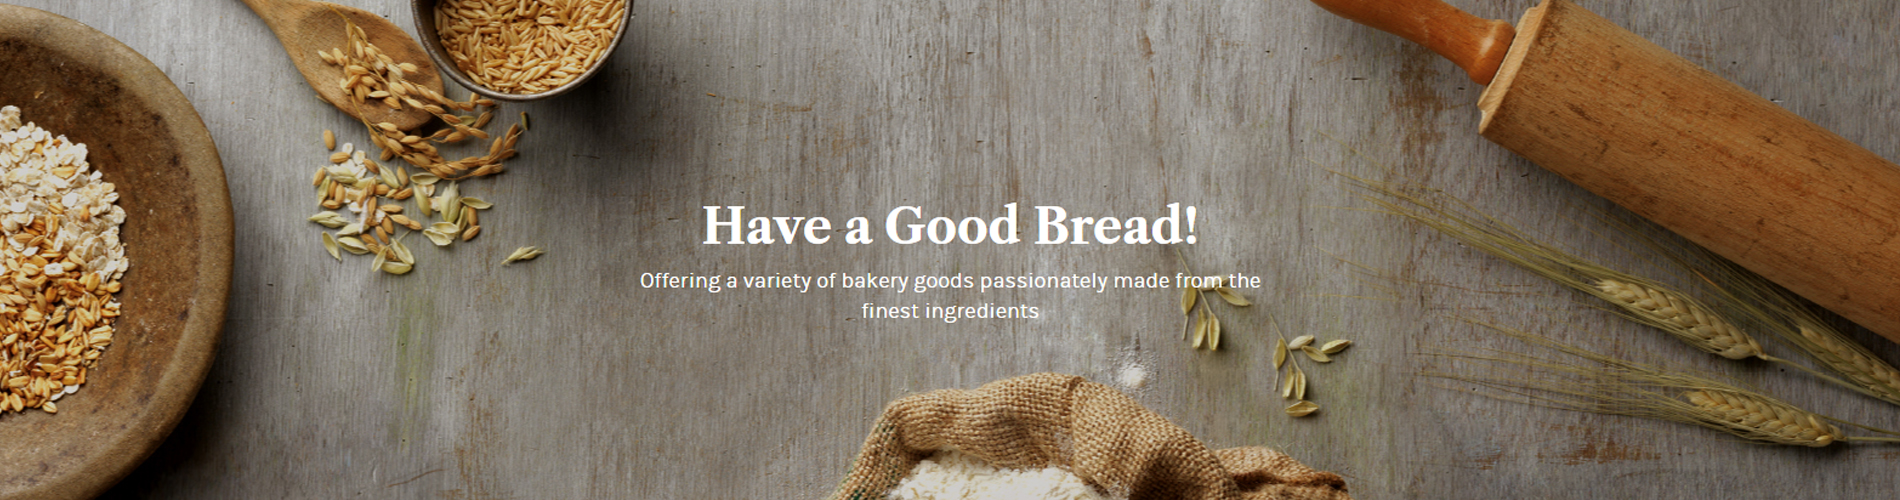 Have a Good Bread!
Offering a variety of bakery goods passionately made from the
finest ingredients